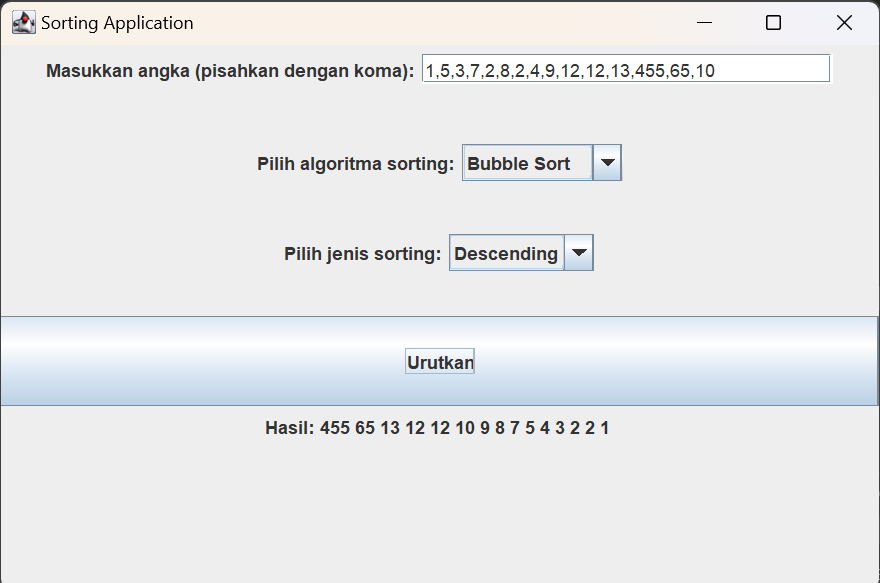 Sorting Application
Masukkan angka (pisahkan dengan koma): 1,5,3,7,2,8,2,4,9,12,12,13,455,65,10
Pilih algoritma sorting: Bubble Sort
Pilih jenis sorting: Descending
Urutkan
Hasil: 455 65 13 12 12 10 9 8 7 5 4 3 2 2 1